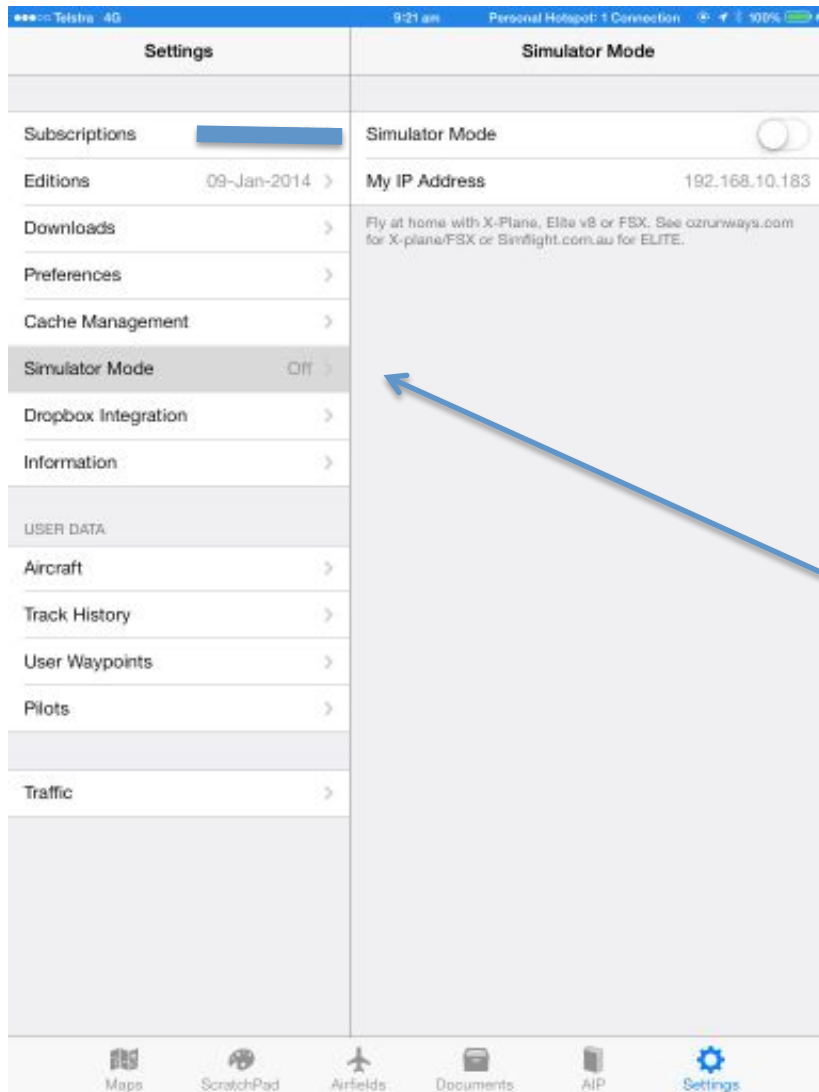 Telstra 4G 9:21 am Personal Hotspot: 1 Connection 100%
Settings
Simulator Mode
Subscriptions
Editions 09-Jan-2014
Downloads
Preferences
Cache Management
Simulator Mode Off
Dropbox Integration
Information
USER DATA
Aircraft
Track History
User Waypoints
Pilots
Traffic
Simulator Mode
My IP Address 192.168.10.183
Fly at home with X-Plane, Elite v8 or FSX. See ozrunways.com
for X-plane/FSX or Simflight.com.au for ELITE.
Maps ScratchPad Airfields Documents AIP Settings